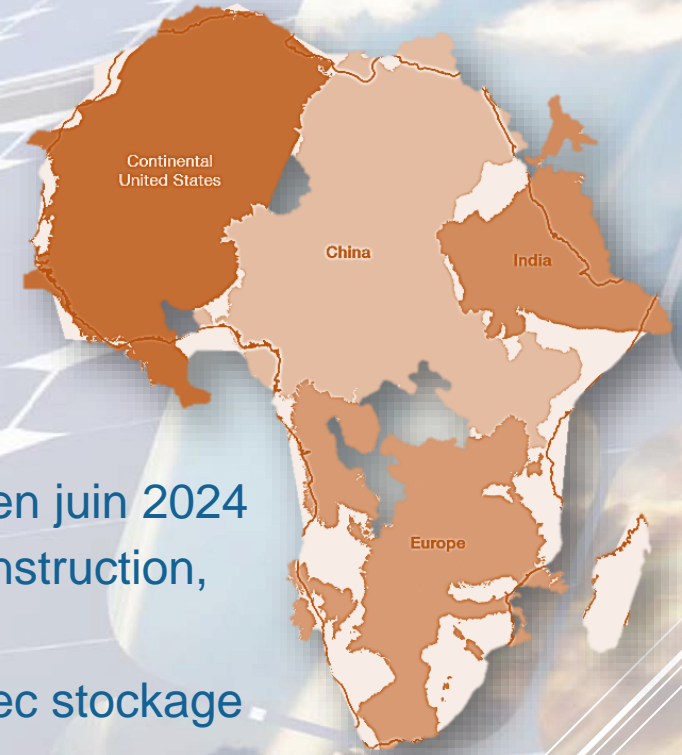 Continental
United States
China
India
en juin 2024
nstruction,
Europe
ec stockage